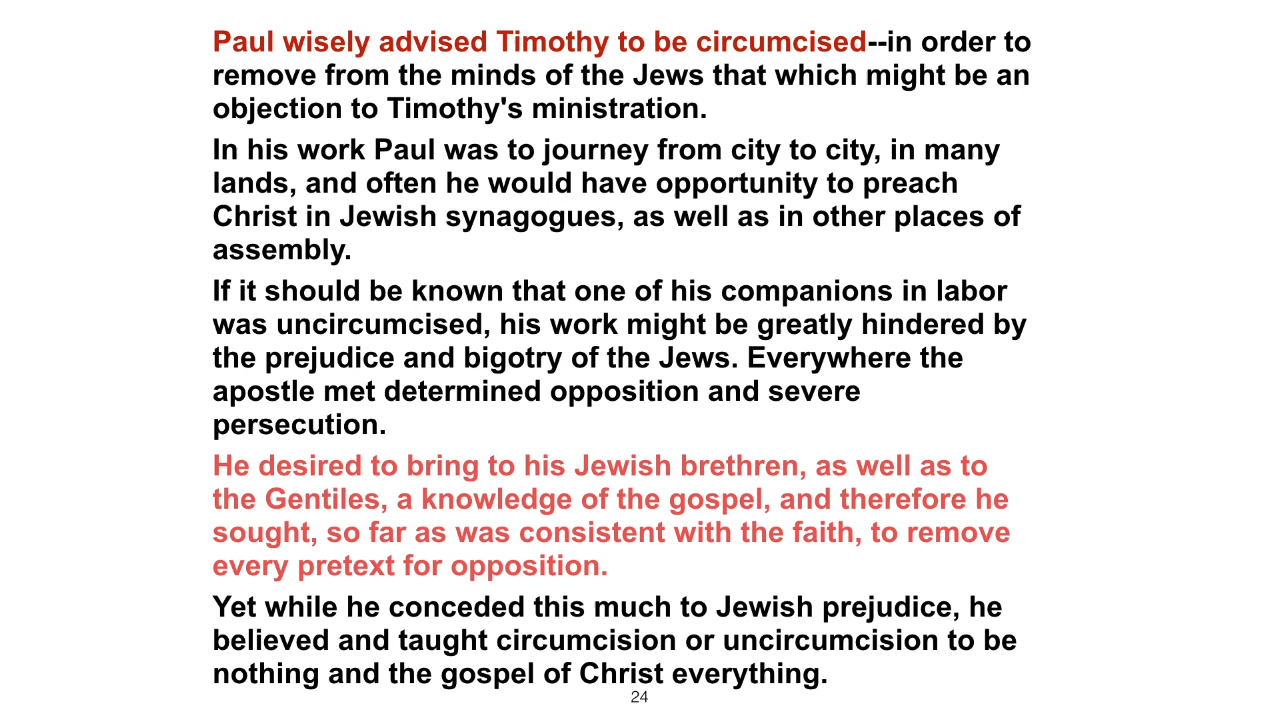 Paul wisely advised Timothy to be circumcised--in order to
remove from the minds of the Jews that which might be an
objection to Timothy's ministration.
In his work Paul was to journey from city to city, in many
lands, and often he would have opportunity to preach
Christ in Jewish synagogues, as well as in other places of
assembly.
If it should be known that one of his companions in labor
was uncircumcised, his work might be greatly hindered by
the prejudice and bigotry of the Jews. Everywhere the
apostle met determined opposition and severe
persecution.
He desired to bring to his Jewish brethren, as well as to
the Gentiles, a knowledge of the gospel, and therefore he
sought, so far as was consistent with the faith, to remove
every pretext for opposition.
Yet while he conceded this much to Jewish prejudice, he
believed and taught circumcision or uncircumcision to be
nothing and the gospel of Christ everything.
24